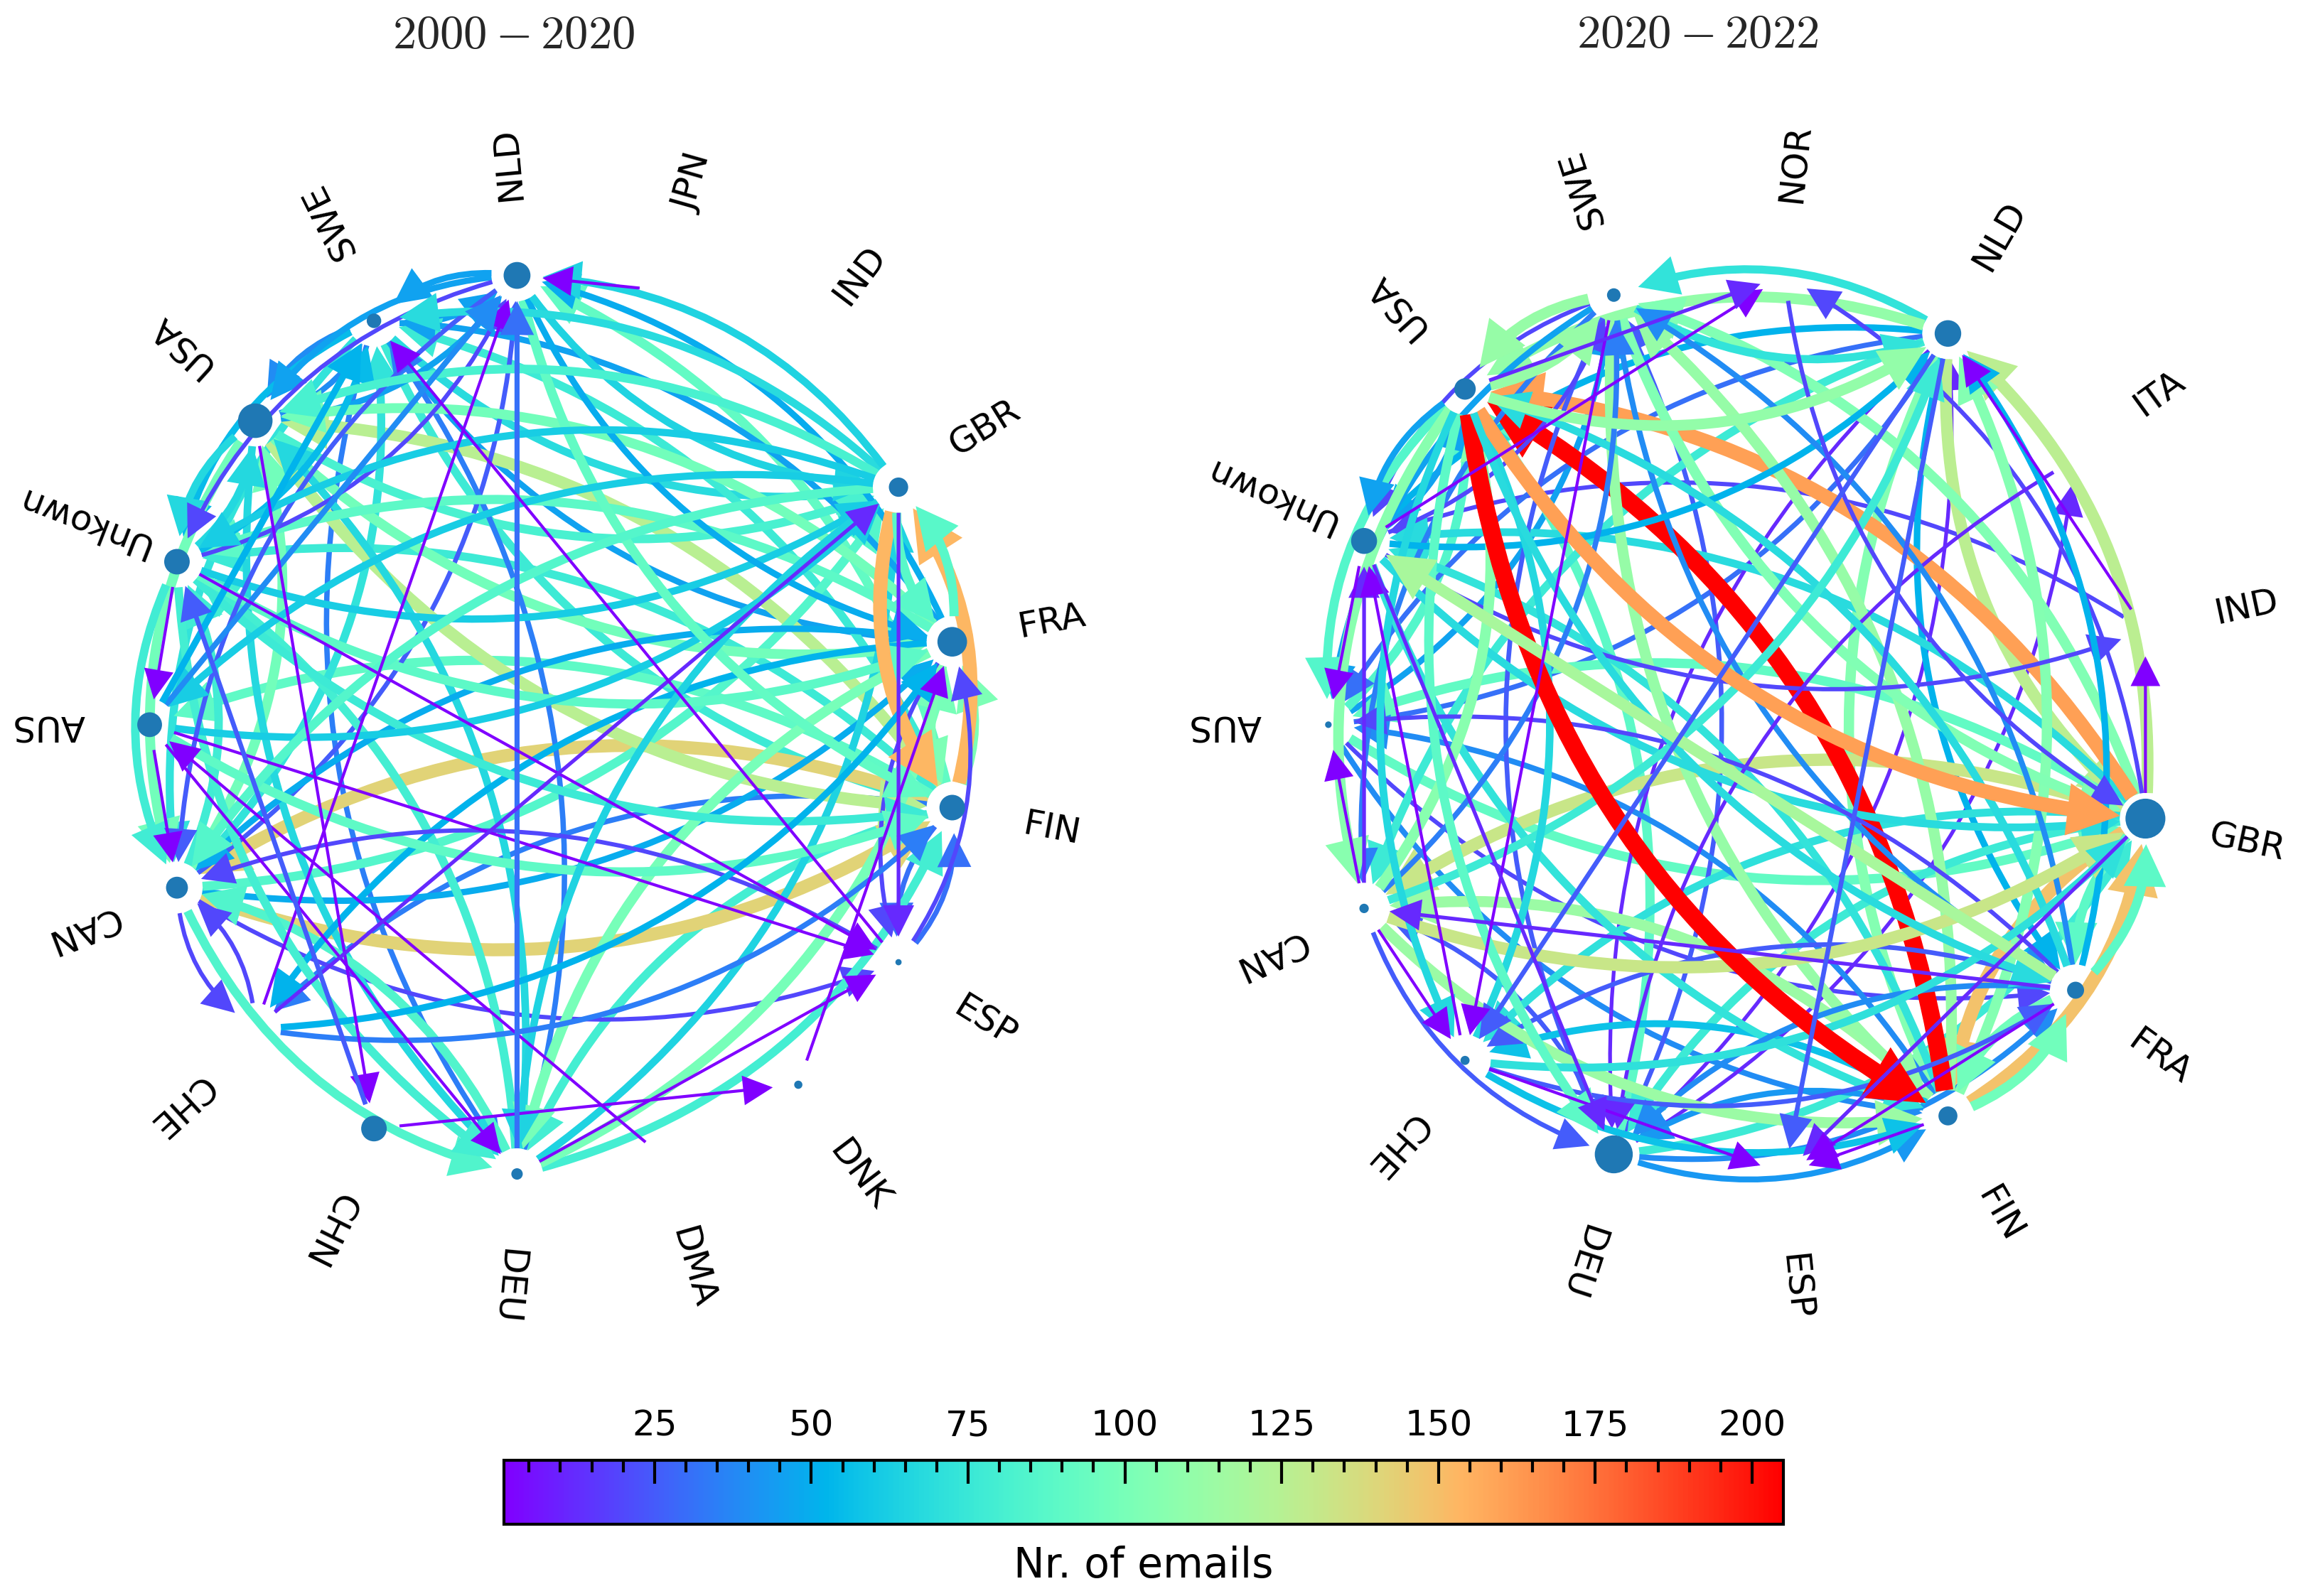 2000 – 2020
NLD
JPN
IND
GBR
FRA
FIN
ESP
DNK
DMA
DEU
CHN
CHE
CAN
AUS
Unkown
USA
SWE
2020 – 2022
NOR
NLD
ITA
IND
GBR
FRA
FIN
ESP
DEU
CHE
CAN
AUS
Unkown
USA
SWE
25 50 75 100 125 150 175 200
Nr. of emails